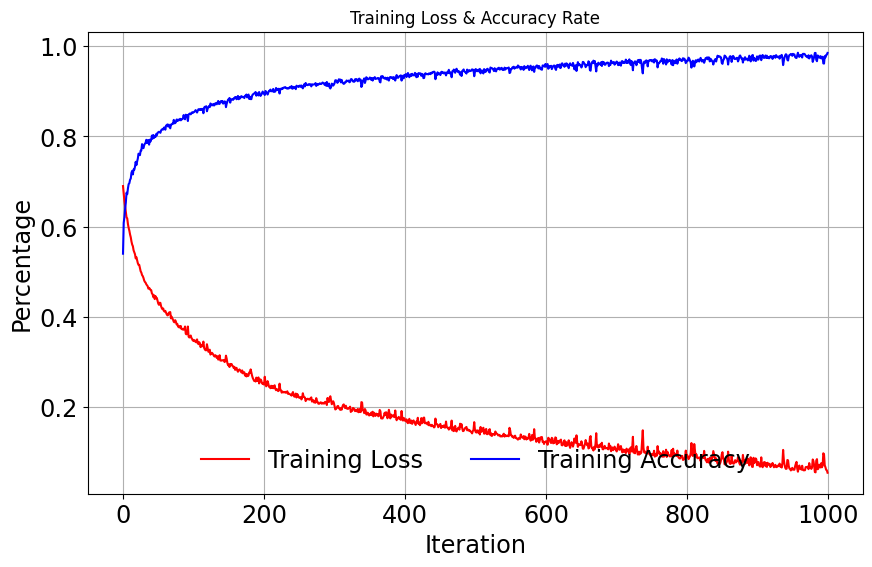 Training Loss & Accuracy Rate
1.0
0.8
0.6
0.4
0.2
Percentage
Training Loss
Training Accuracy
0 200 400 600 800 1000
Iteration